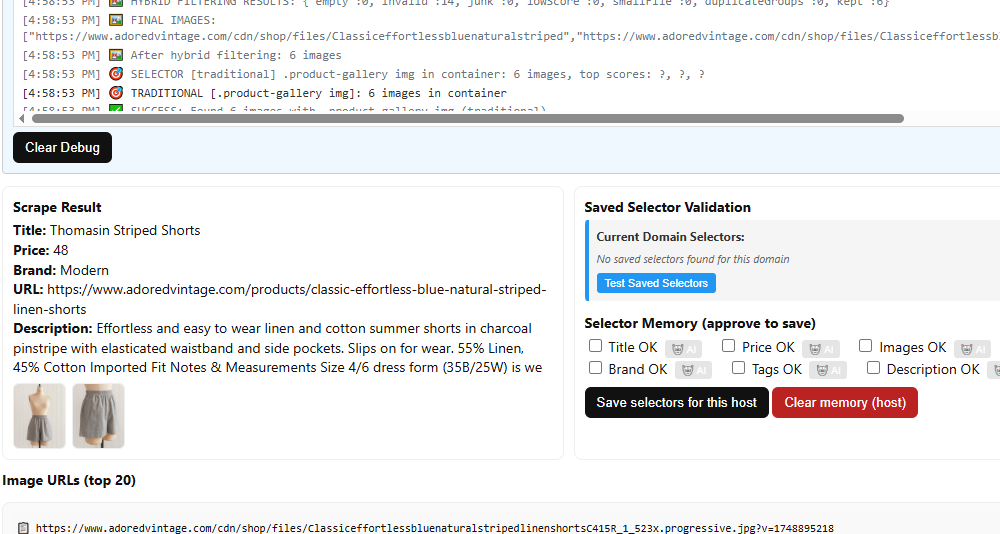 [4:58:53 PM] 🖼️ HYBRID FILTERING RESULTS: { empty :0, invalid :14, junk :0, lowScore :0, smallFile :0, duplicateGroups :0, kept :6}
[4:58:53 PM] 🖼️ FINAL IMAGES:
["https://www.adoredvintage.com/cdn/shop/files/Classiceffortlessbluenaturalstriped","https://www.adoredvintage.com/cdn/shop/files/Classiceffortlessbl
[4:58:53 PM] 🖼️ After hybrid filtering: 6 images
[4:58:53 PM] 🎯 SELECTOR [traditional] .product-gallery img in container: 6 images, top scores: ?, ?, ?
[4:58:53 PM] 🎯 TRADITIONAL [.product-gallery img]: 6 images in container
[4:58:53 PM] ✅ SUCCESS: Found 6 images with .product-gallery img (traditional)
Clear Debug
Scrape Result
Title: Thomasin Striped Shorts
Price: 48
Brand: Modern
URL: https://www.adoredvintage.com/products/classic-effortless-blue-natural-striped-
linen-shorts
Description: Effortless and easy to wear linen and cotton summer shorts in charcoal
pinstripe with elasticated waistband and side pockets. Slips on for wear. 55% Linen,
45% Cotton Imported Fit Notes & Measurements Size 4/6 dress form (35B/25W) is we
Saved Selector Validation
Current Domain Selectors:
No saved selectors found for this domain
Test Saved Selectors
Selector Memory (approve to save)
Title OK AI Price OK AI Images OK AI
Brand OK AI Tags OK AI Description OK
Save selectors for this host Clear memory (host)
Image URLs (top 20)
📋 https://www.adoredvintage.com/cdn/shop/files/ClassiceffortlessbluenaturalstripedlinenshortsC415R_1_523x.progressive.jpg?v=1748895218